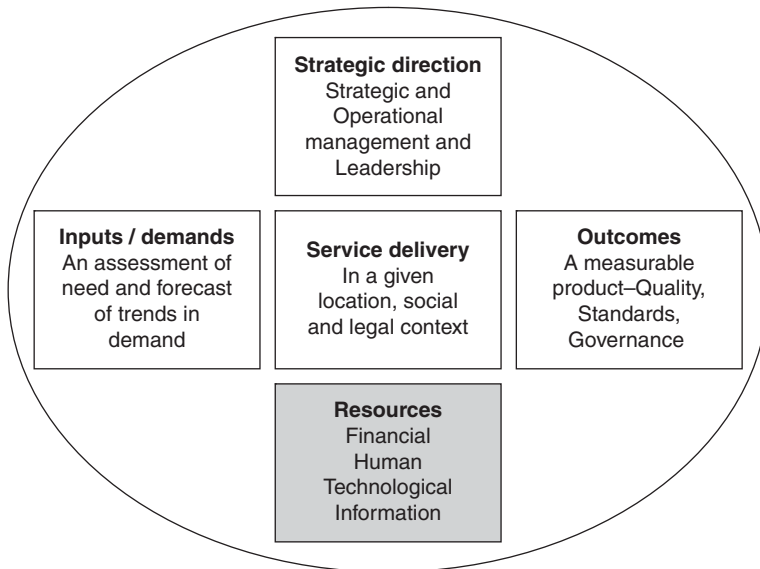 Strategic direction
Strategic and
Operational
management and
Leadership
Inputs / demands
An assessment of
need and forecast
of trends in
demand
Service delivery
In a given
location, social
and legal context
Outcomes
A measurable
product–Quality,
Standards,
Governance
Resources
Financial
Human
Technological
Information